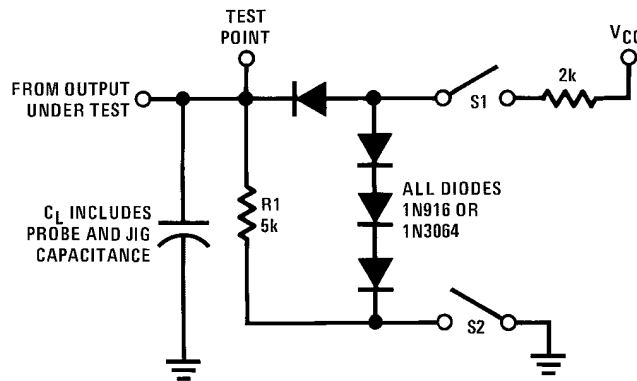 TEST
POINT
VCC
FROM OUTPUT
UNDER TEST
S1
2k
CL INCLUDES
PROBE AND JIG
CAPACITANCE
R1
5k
ALL DIODES
1N916 OR
1N3064
S2